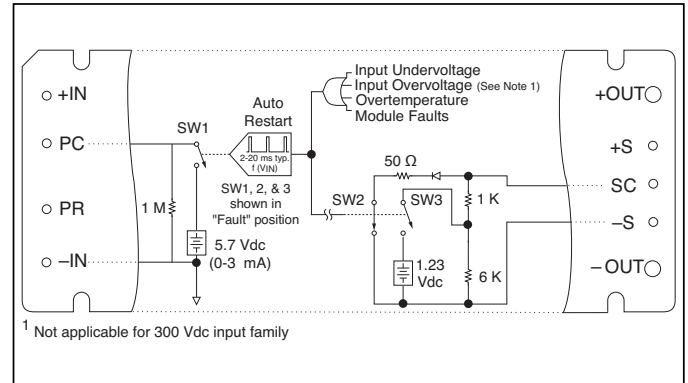 +IN
PC
PR
–IN
1 M
SW1
5.7 Vdc
(0-3 mA)
Auto
Restart
2-20 ms typ.
f (VIN)
SW1, 2, & 3
shown in
"Fault" position
Input Undervoltage
Input Overvoltage (See Note 1)
Overtemperature
Module Faults
50 Ω
SW2
SW3
1 K
1.23
Vdc
6 K
+OUT
+S
SC
–S
–OUT
1 Not applicable for 300 Vdc input family